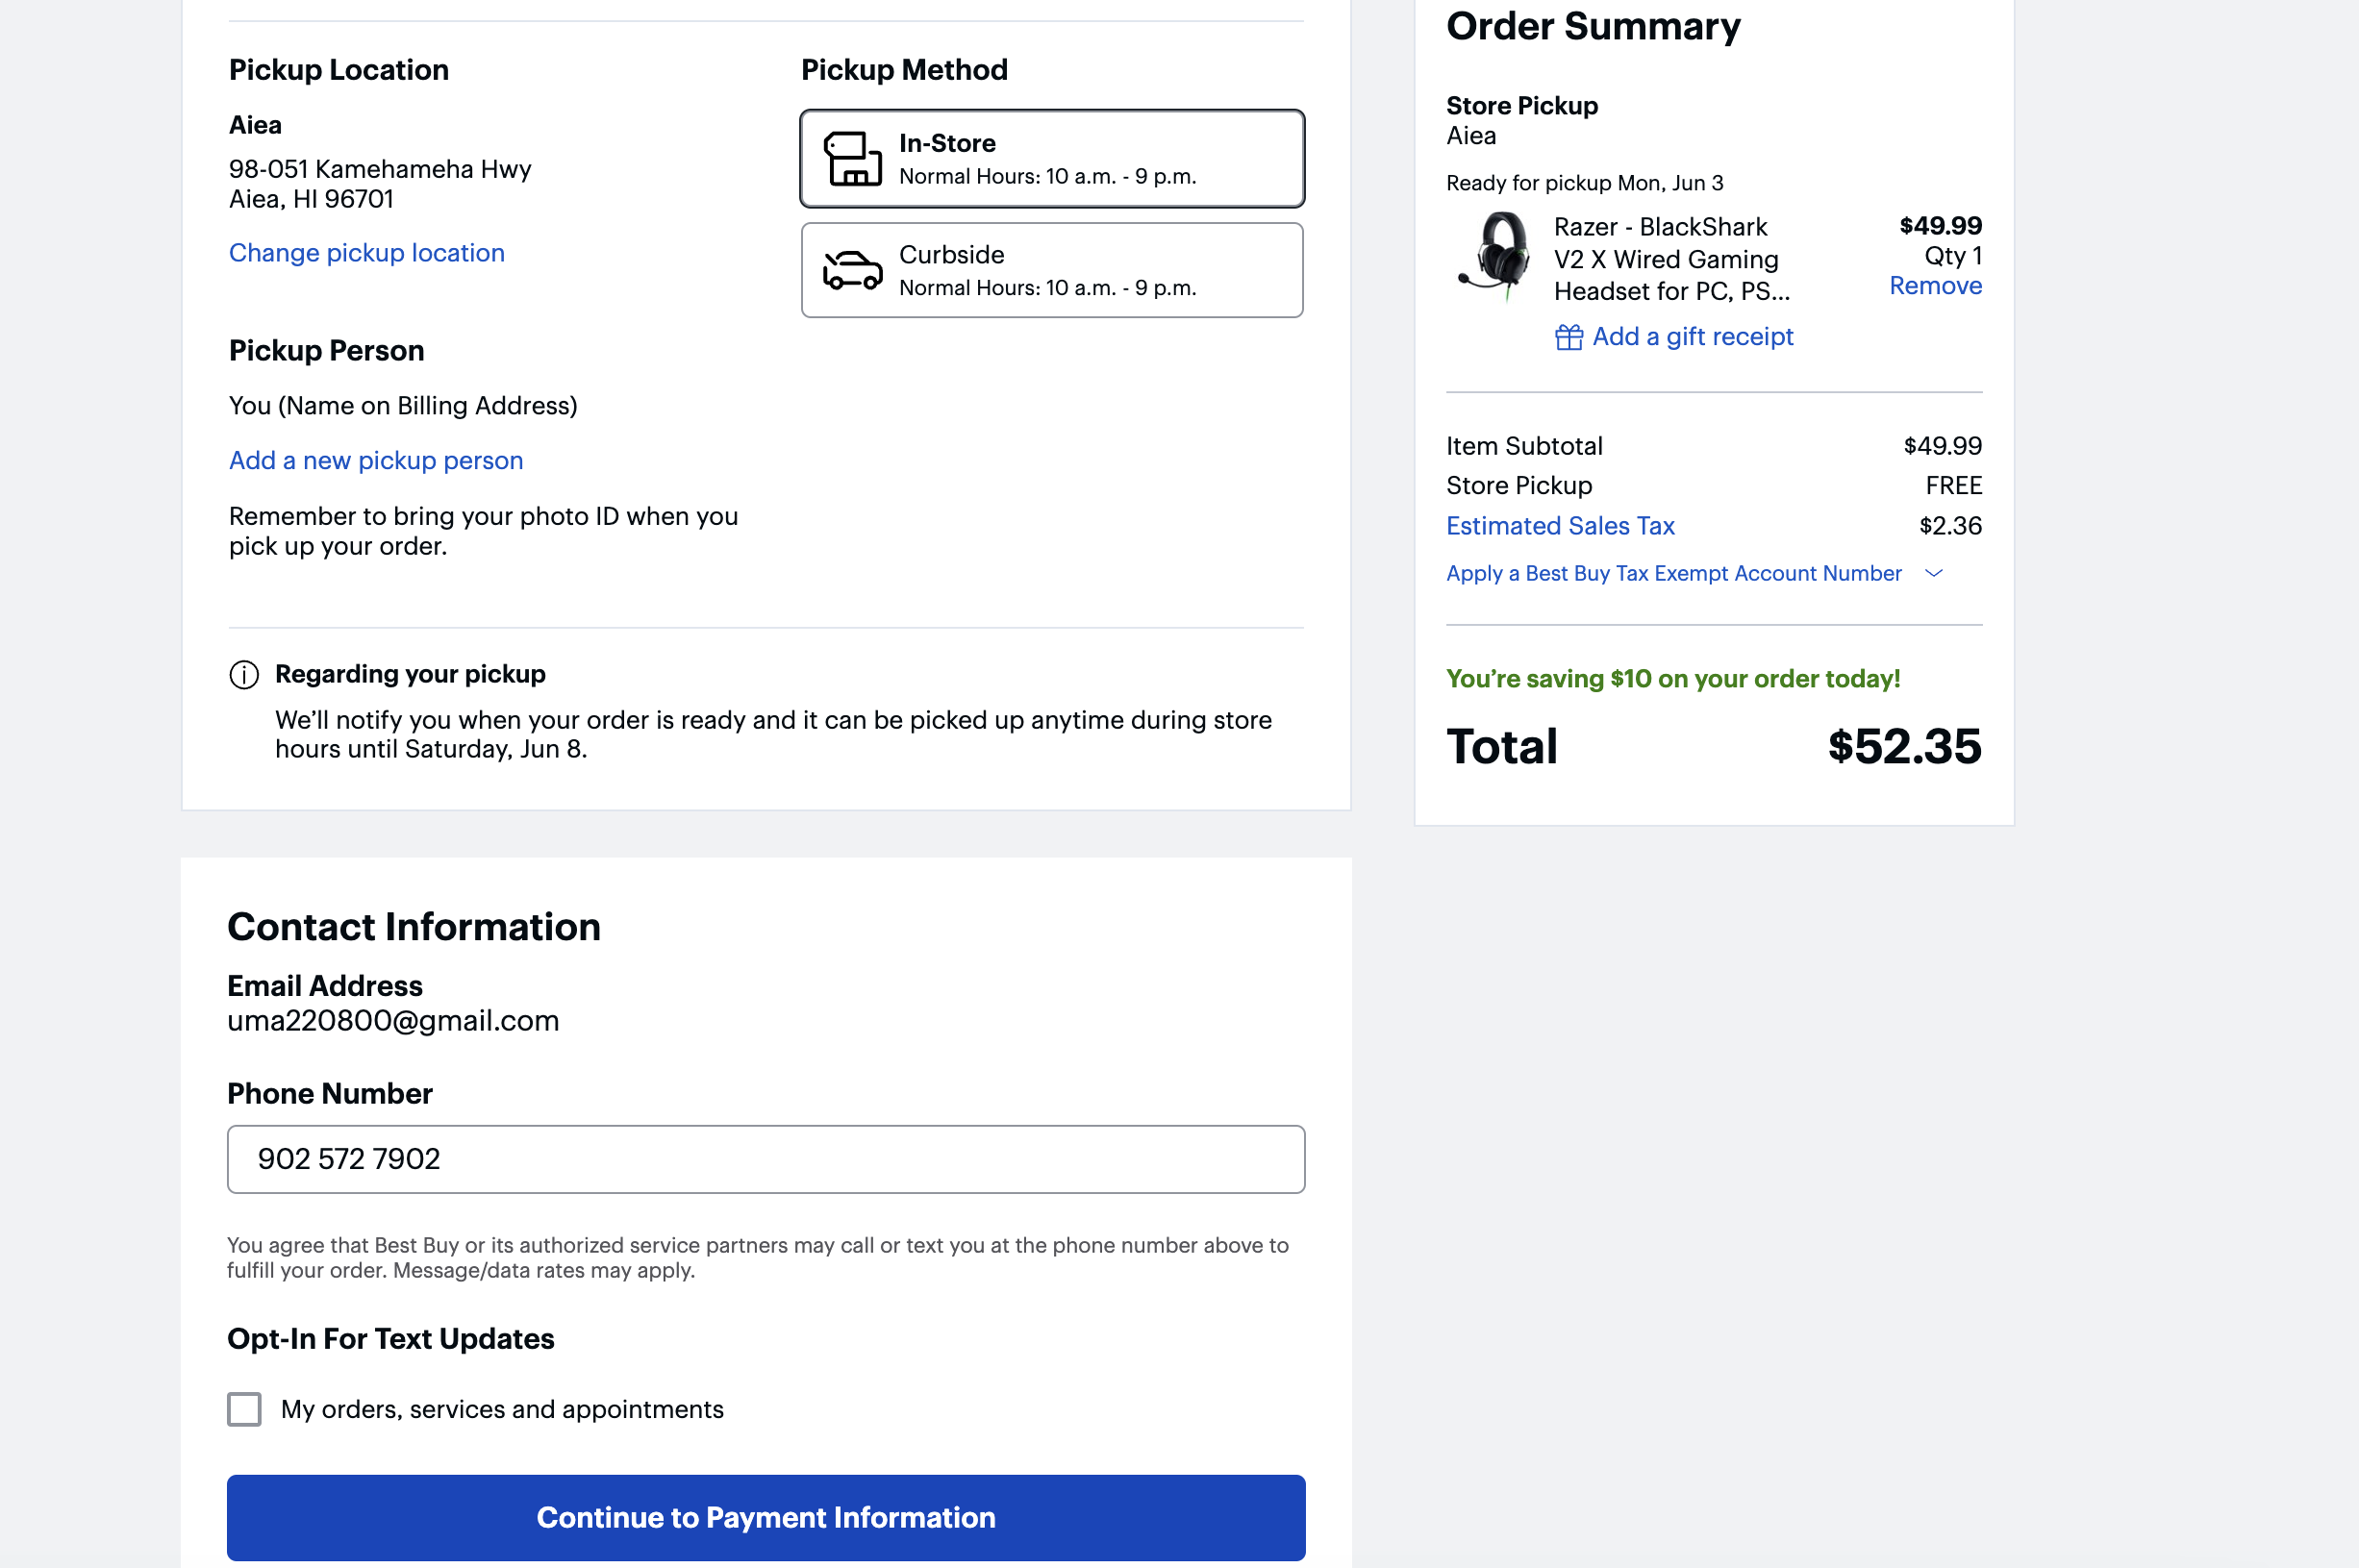 Pickup Location
Aiea
98-051 Kamehameha Hwy
Aiea, HI 96701
Change pickup location
Pickup Method
In-Store
Normal Hours: 10 a.m. - 9 p.m.
Curbside
Normal Hours: 10 a.m. - 9 p.m.
Pickup Person
You (Name on Billing Address)
Add a new pickup person
Remember to bring your photo ID when you
pick up your order.
Regarding your pickup
We’ll notify you when your order is ready and it can be picked up anytime during store
hours until Saturday, Jun 8.
Contact Information
Email Address
uma220800@gmail.com
Phone Number
902 572 7902
You agree that Best Buy or its authorized service partners may call or text you at the phone number above to
fulfill your order. Message/data rates may apply.
Opt-In For Text Updates
My orders, services and appointments
Continue to Payment Information
Order Summary
Store Pickup
Aiea
Ready for pickup Mon, Jun 3
Razer - BlackShark
V2 X Wired Gaming
Headset for PC, PS...
$49.99
Qty 1
Remove
Add a gift receipt
Item Subtotal $49.99
Store Pickup FREE
Estimated Sales Tax $2.36
Apply a Best Buy Tax Exempt Account Number
You’re saving $10 on your order today!
Total $52.35